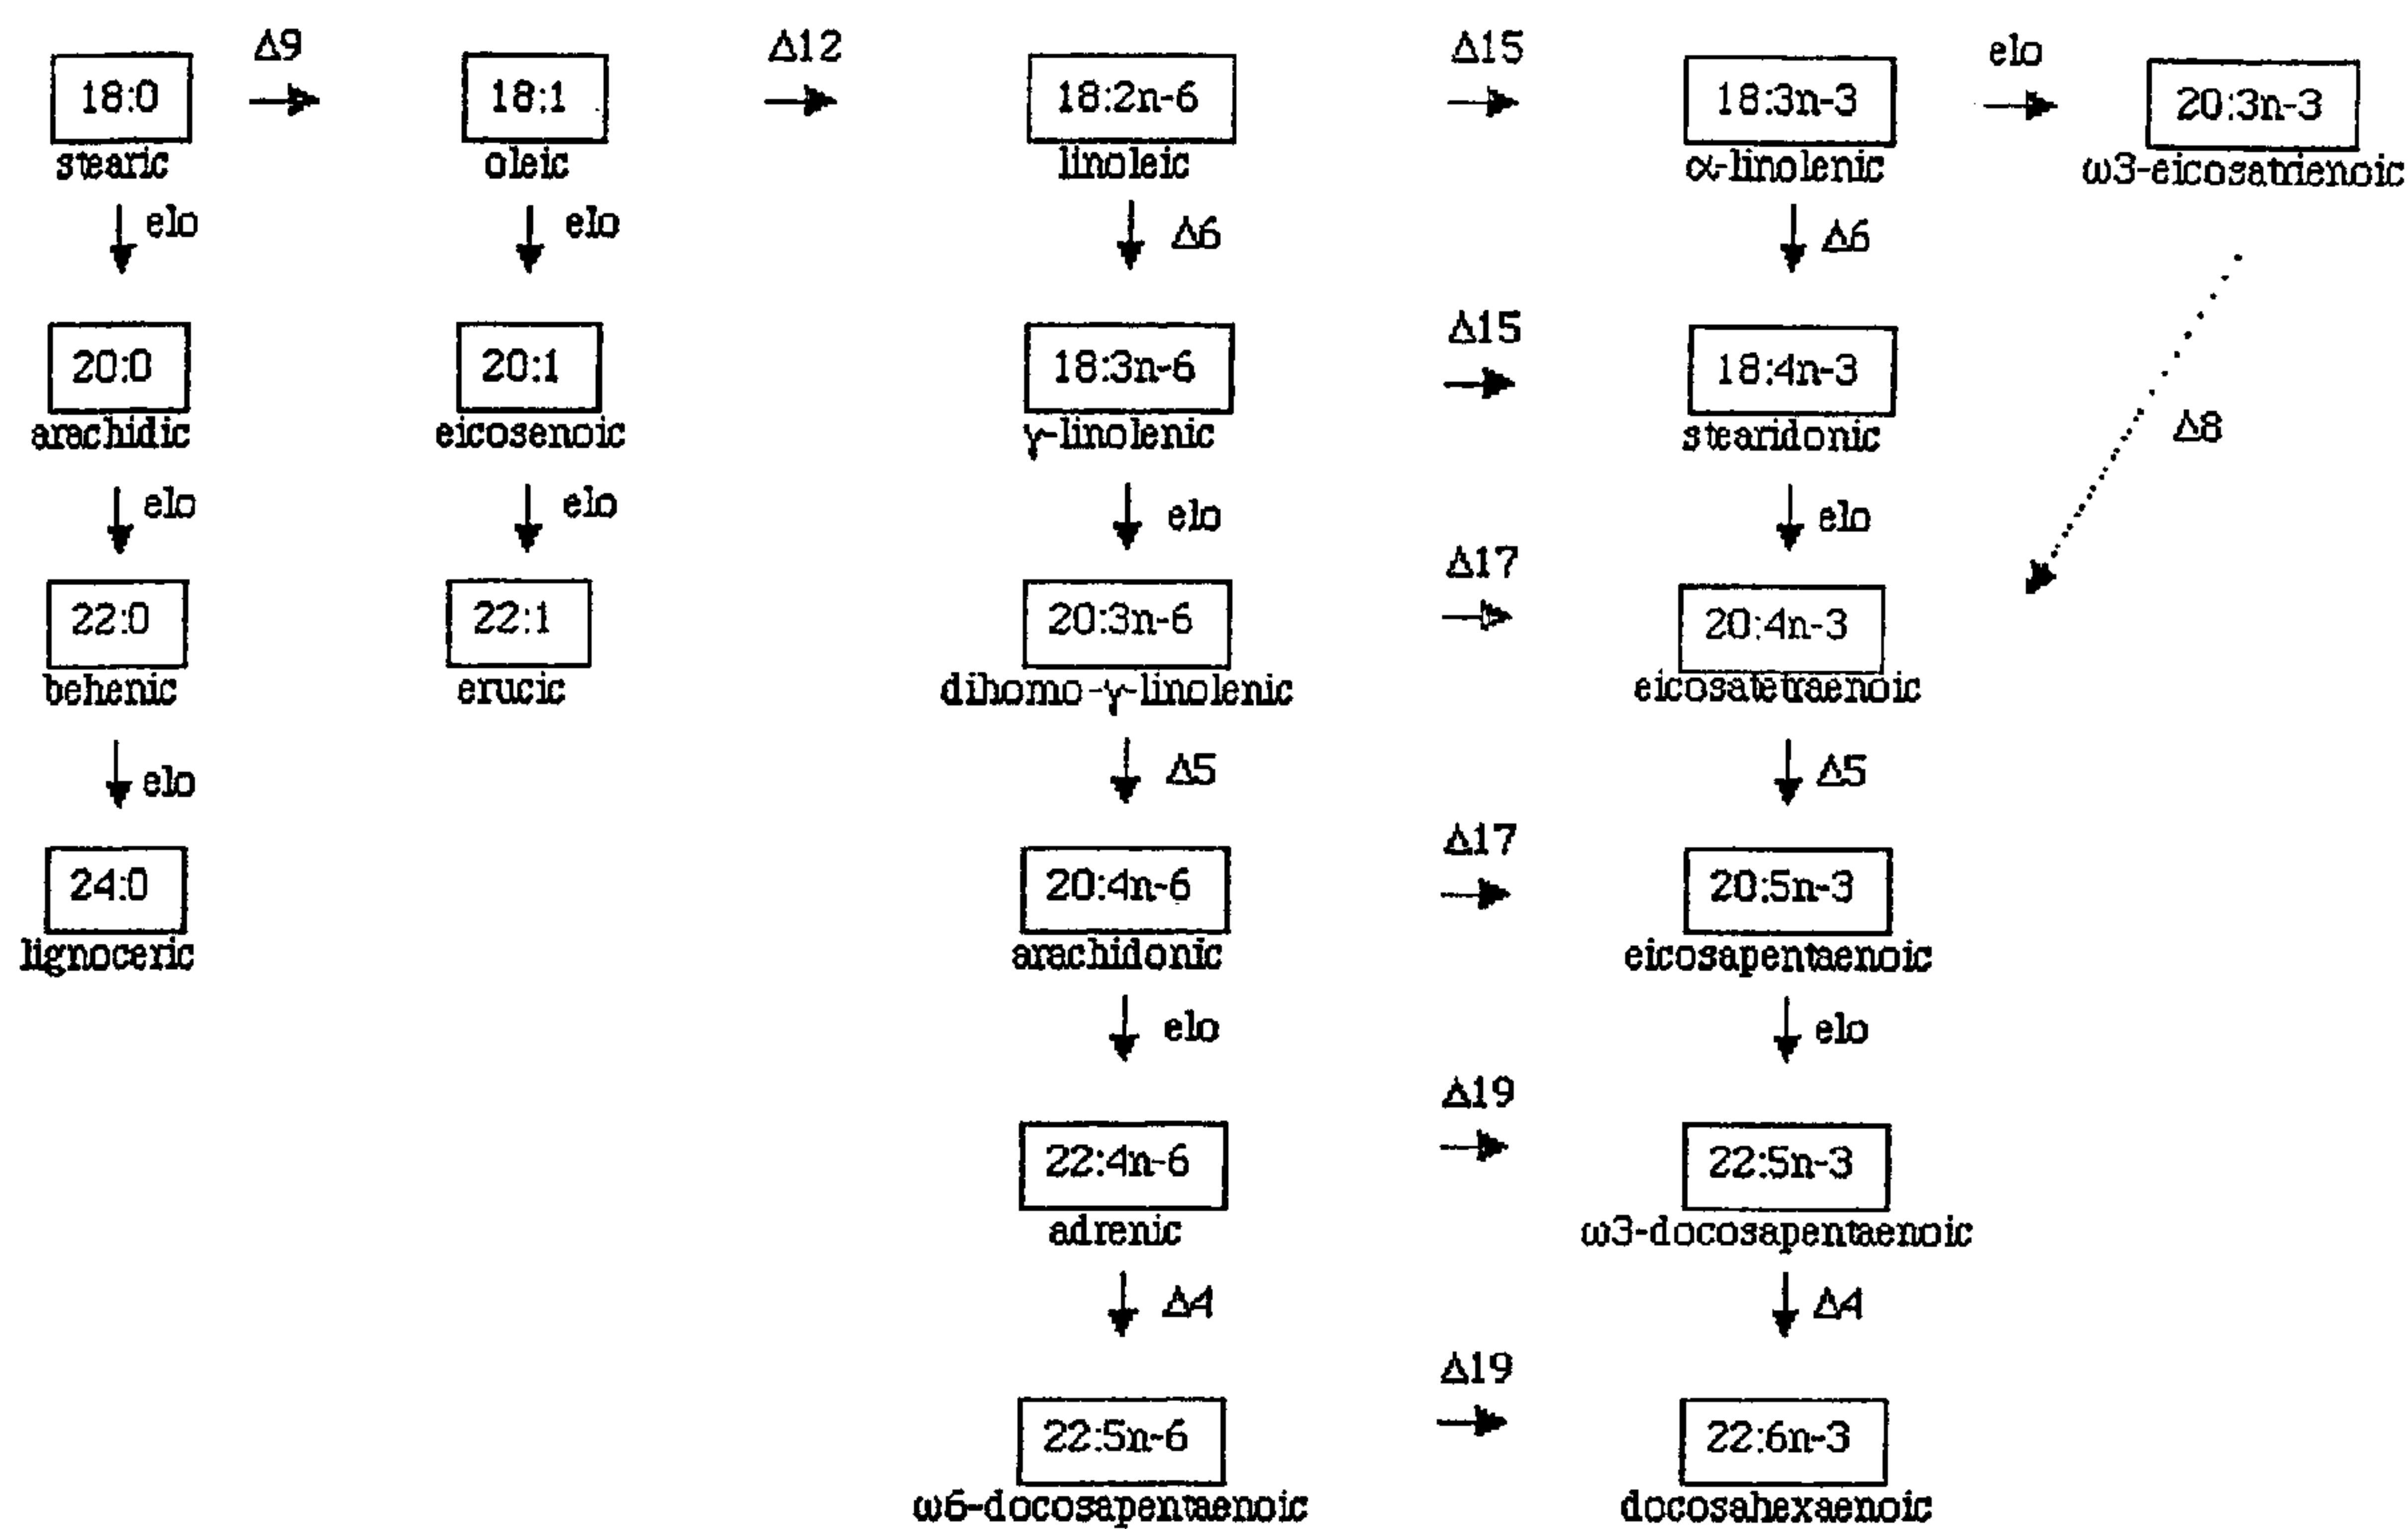 Δ9
Δ12
Δ15
elo
18:0
18:1
18:2n-6
18:3n-3
20:3n-3
stearic
oleic
linoleic
α-linolenic
ω3-eicosatrienoic
elo
elo
Δ6
Δ6
20:0
20:1
18:3n-6
Δ15
18:4n-3
arachidic
eicosenoic
γ-linolenic
stearidonic
Δ8
elo
elo
elo
elo
22:0
22:1
20:3n-6
Δ17
20:4n-3
behenic
erucic
dihomo-γ-linolenic
eicosatetraenoic
elo
Δ5
Δ5
24:0
20:4n-6
Δ17
20:5n-3
lignoceric
arachidonic
eicosapentaenoic
elo
elo
22:4n-6
Δ19
22:5n-3
adrenic
ω3-docosapentaenoic
Δ4
Δ4
22:5n-6
Δ19
22:6n-3
ω6-docosapentaenoic
docosahexaenoic